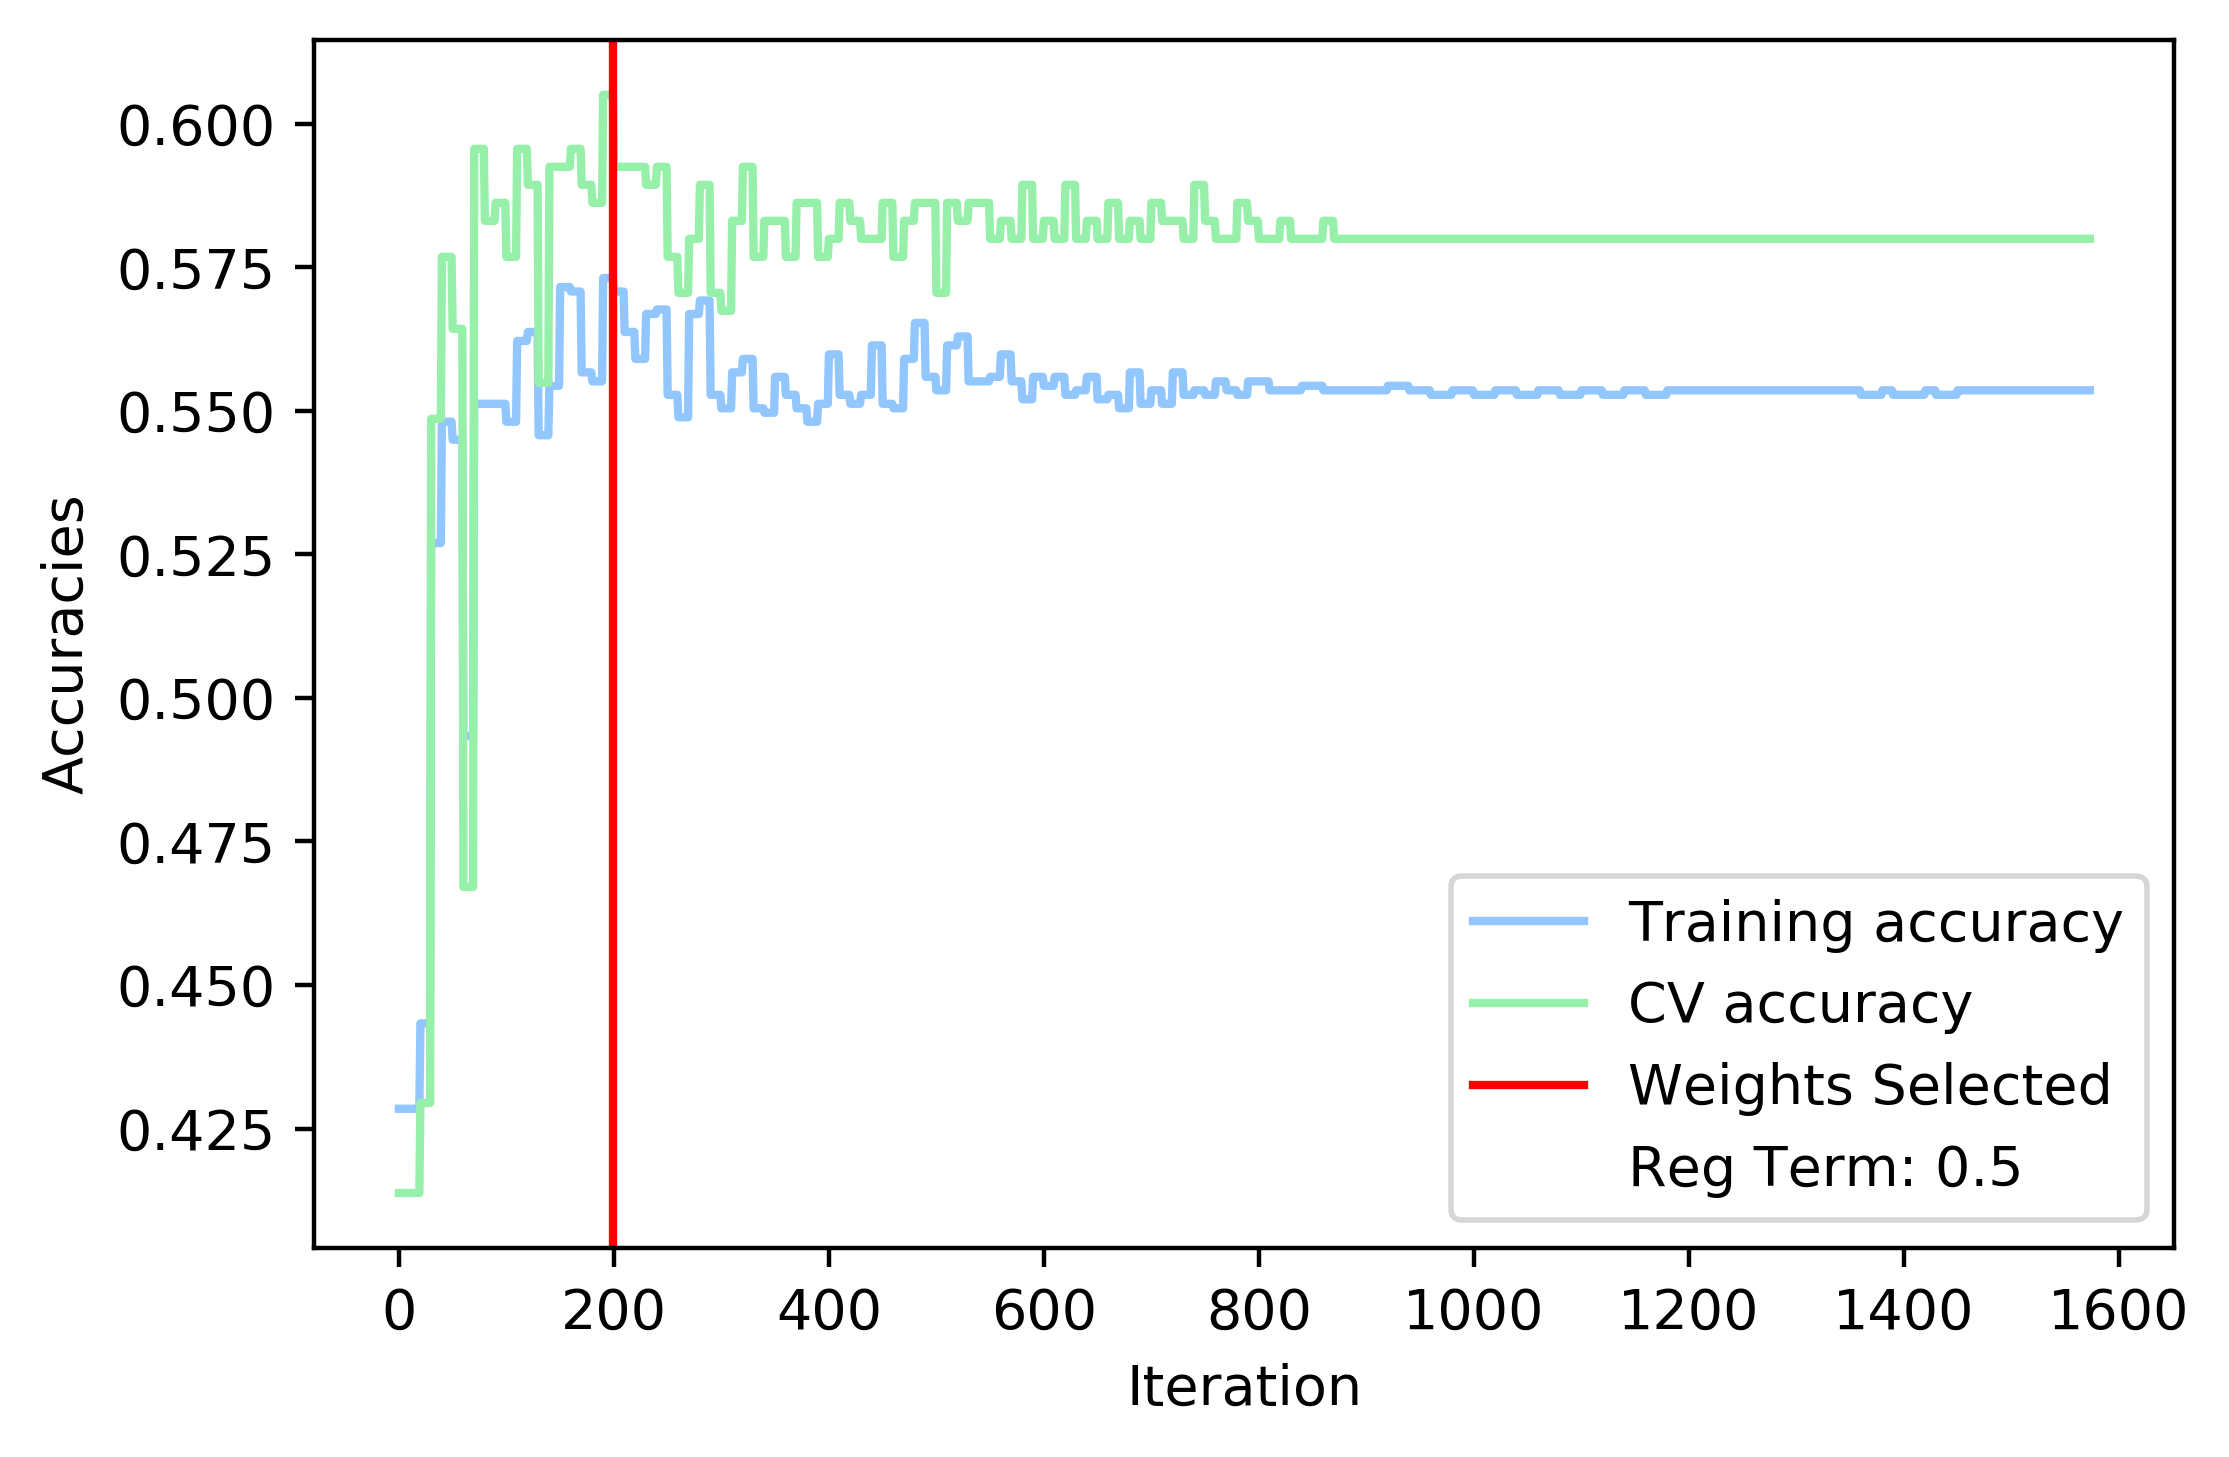 0.600
0.575
0.550
0.525
0.500
0.475
0.450
0.425
Accuracies
Training accuracy
CV accuracy
Weights Selected
Reg Term: 0.5
0 200 400 600 800 1000 1200 1400 1600
Iteration